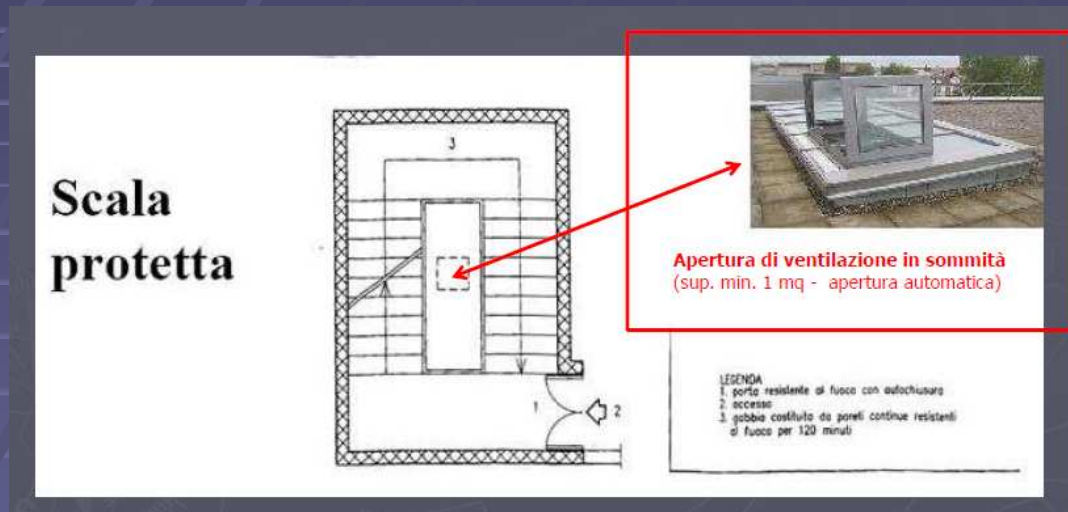 Scala
protetta
3
1
2
Apertura di ventilazione in sommità
(sup. min. 1 mq - apertura automatica)
LEGENDA
1. porta resistente al fuoco con autochiusura
2. accesso
3. gabbia costituita da pareti continue resistenti
al fuoco per 120 minuti